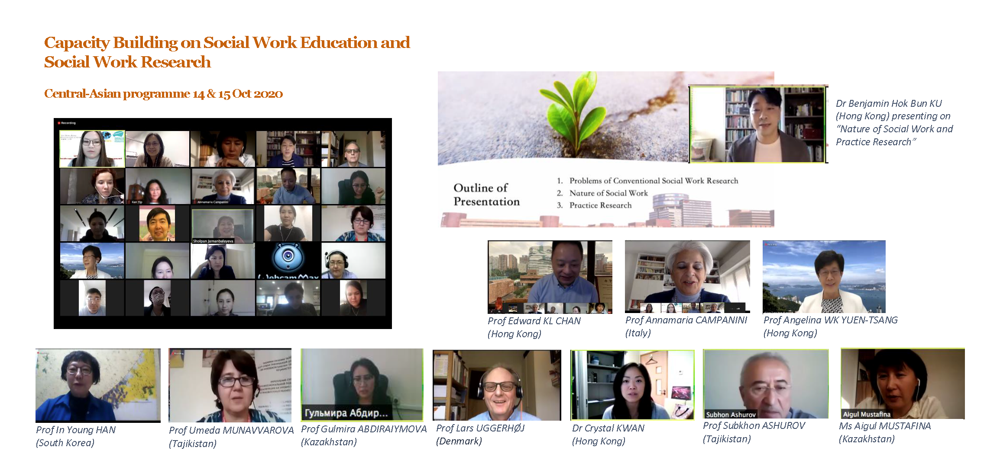 Capacity Building on Social Work Education and
Social Work Research
Central-Asian programme 14 & 15 Oct 2020
Recording
Kan Yip
Annamaria Campanini
Sholpan Jamanbalayeva
WebcamMax
Outline of
Presentation
1. Problems of Conventional Social Work Research
2. Nature of Social Work
3. Practice Research
Dr Benjamin Hok Bun KU
(Hong Kong) presenting on
“Nature of Social Work and
Practice Research”
Prof Edward KL CHAN
(Hong Kong)
Prof Annamaria CAMPANINI
(Italy)
Prof Angelina WK YUEN-TSANG
(Hong Kong)
Prof In Young HAN
(South Korea)
Prof Umeda MUNAVVAROVA
(Tajikistan)
Гульмира Абдир...
Prof Gulmira ABDIRAIYMOVA
(Kazakhstan)
Prof Lars UGGERHØJ
(Denmark)
Dr Crystal KWAN
(Hong Kong)
Subhon Ashurov
Prof Subkhon ASHUROV
(Tajikistan)
Aigul Mustafina
Ms Aigul MUSTAFINA
(Kazakhstan)